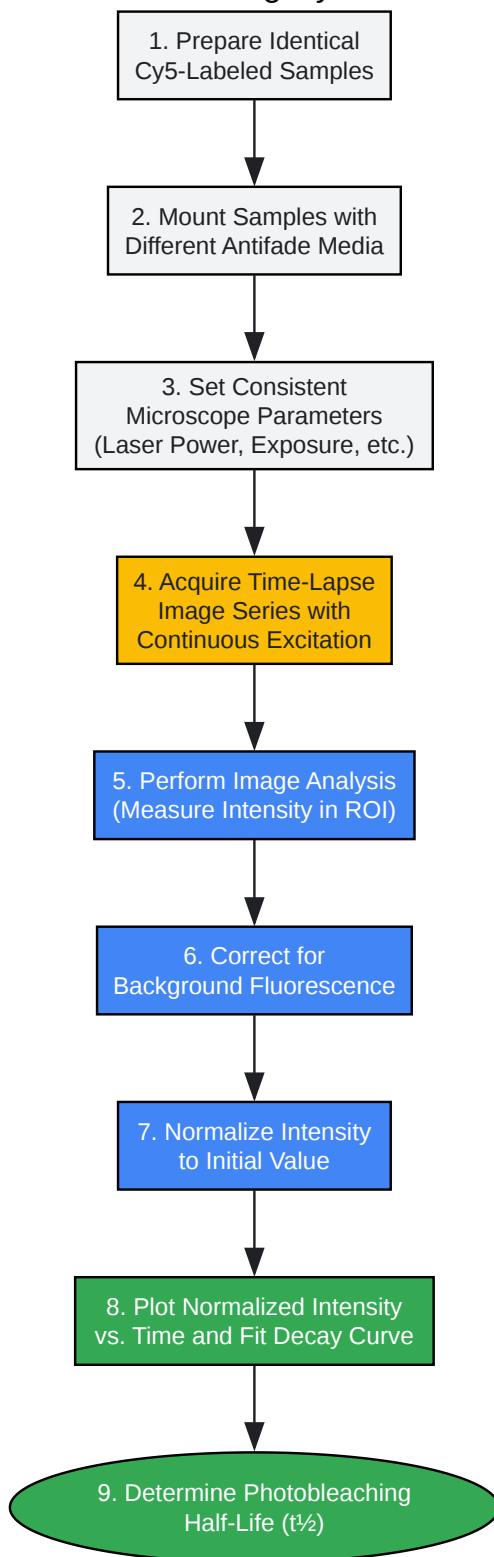 1. Prepare Identical
Cy5-Labeled Samples
2. Mount Samples with
Different Antifade Media
3. Set Consistent
Microscope Parameters
(Laser Power, Exposure, etc.)
4. Acquire Time-Lapse
Image Series with
Continuous Excitation
5. Perform Image Analysis
(Measure Intensity in ROI)
6. Correct for
Background Fluorescence
7. Normalize Intensity
to Initial Value
8. Plot Normalized Intensity
vs. Time and Fit Decay Curve
9. Determine Photobleaching
Half-Life (t½)